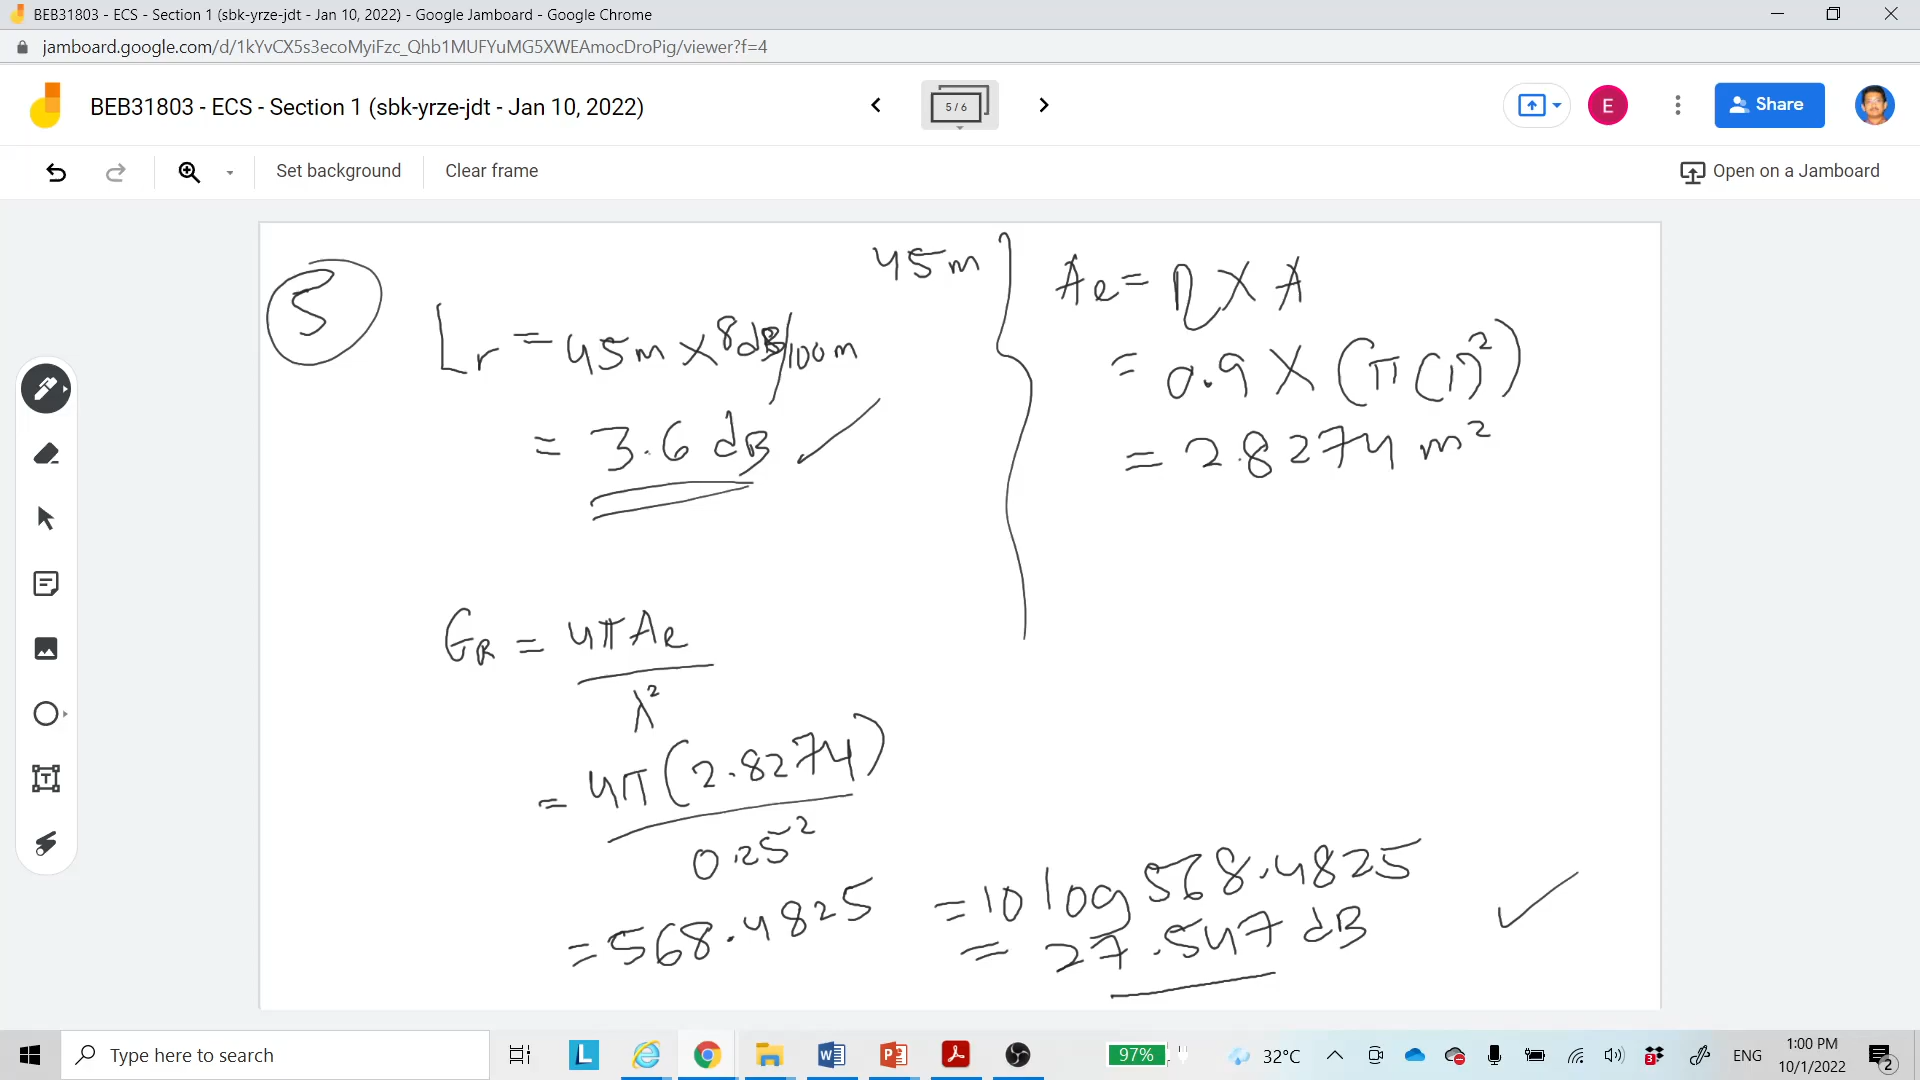 BEB31803 - ECS - Section 1 (sbk-yrze-jdt - Jan 10, 2022) - Google Jamboard - Google Chrome
jamboard.google.com/d/1kYvCX5s3ecoMyiFzc_Qhb1MUFYuMG5XWEAmocDroPig/viewer?f=4
BEB31803 - ECS - Section 1 (sbk-yrze-jdt - Jan 10, 2022)
5 / 6
E
Share
Set background
Clear frame
Open on a Jamboard
5
45m
Lr = 45m × 8dB/100m
= 3.6 dB ✓
GR = 4πAe
λ²
= 4π(2.8274)
0.25²
= 568.4825
Ae = η × A
= 0.9 × (π(1)²)
= 2.8274 m²
= 10 log 568.4825
= 27.547 dB ✓
Type here to search
97%
32°C
ENG
1:00 PM
10/1/2022
3
2